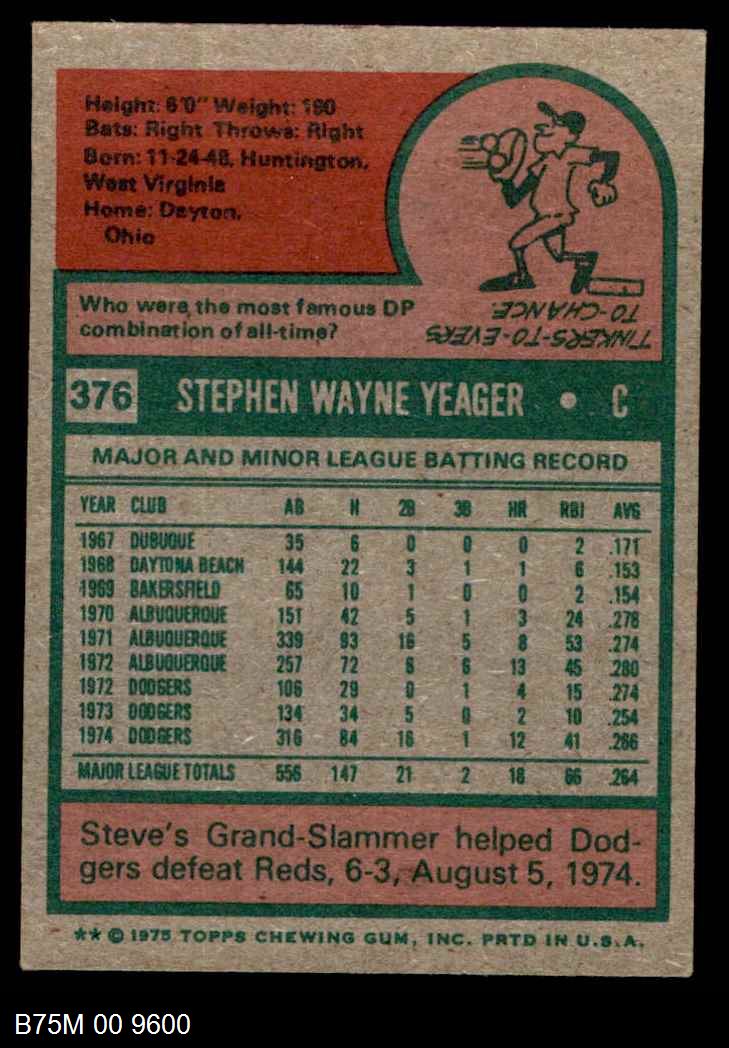 Height: 6'0" Weight: 190
Bats: Right Throws: Right
Born: 11-24-48, Huntington,
West Virginia
Home: Dayton,
Ohio
Who were the most famous DP
combination of all-time?
TINKERS-TO-EVERS
TO-CHANCE.
376 STEPHEN WAYNE YEAGER • C
MAJOR AND MINOR LEAGUE BATTING RECORD
YEAR CLUB AB H 2B 3B HR RBI AVG
1967 DUBUQUE 35 6 0 0 0 2 .171
1968 DAYTONA BEACH 144 22 3 1 1 6 .153
1969 BAKERSFIELD 65 10 1 0 0 2 .154
1970 ALBUQUERQUE 151 42 5 1 3 24 .278
1971 ALBUQUERQUE 339 93 16 5 8 53 .274
1972 ALBUQUERQUE 257 72 6 6 13 45 .280
1972 DODGERS 106 29 0 1 4 15 .274
1973 DODGERS 134 34 5 0 2 10 .254
1974 DODGERS 316 84 16 1 12 41 .266
MAJOR LEAGUE TOTALS 556 147 21 2 18 66 .264
Steve's Grand-Slammer helped Dod-
gers defeat Reds, 6-3, August 5, 1974.
** © 1975 TOPPS CHEWING GUM, INC. PRTD IN U.S.A.
B75M 00 9600